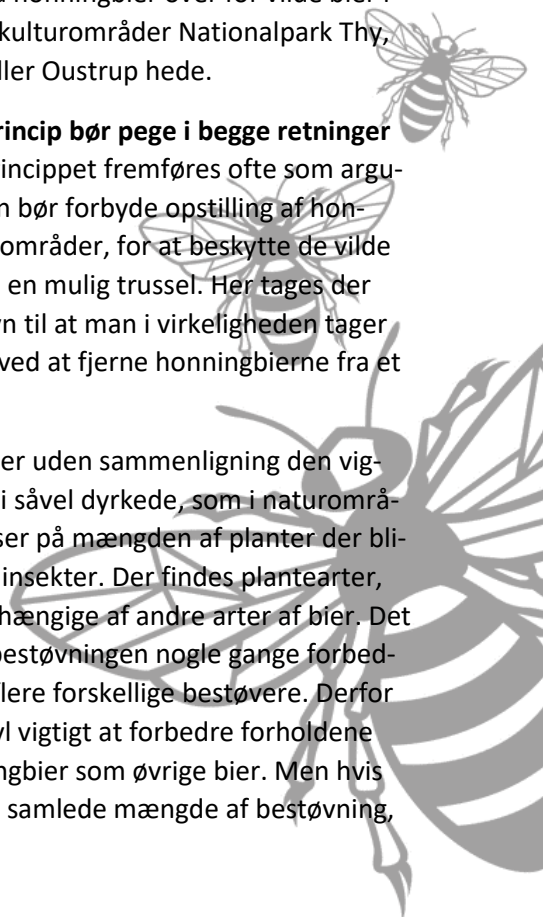 honningbier over for vilde bier i
kulturområder Nationalpark Thy,
ller Oustrup hede.
rincip bør pege i begge retninger
incippet fremføres ofte som argu-
n bør forbyde opstilling af hon-
områder, for at beskytte de vilde
en mulig trussel. Her tages der
n til at man i virkeligheden tager
ved at fjerne honningbierne fra et
er uden sammenligning den vig-
i såvel dyrkede, som i naturområ-
ser på mængden af planter der bli-
insekter. Der findes plantearter,
hængige af andre arter af bier. Det
bestøvningen nogle gange forbed-
lere forskellige bestøvere. Derfor
yl vigtigt at forbedre forholdene
ngbier som øvrige bier. Men hvis
samlede mængde af bestøvning,